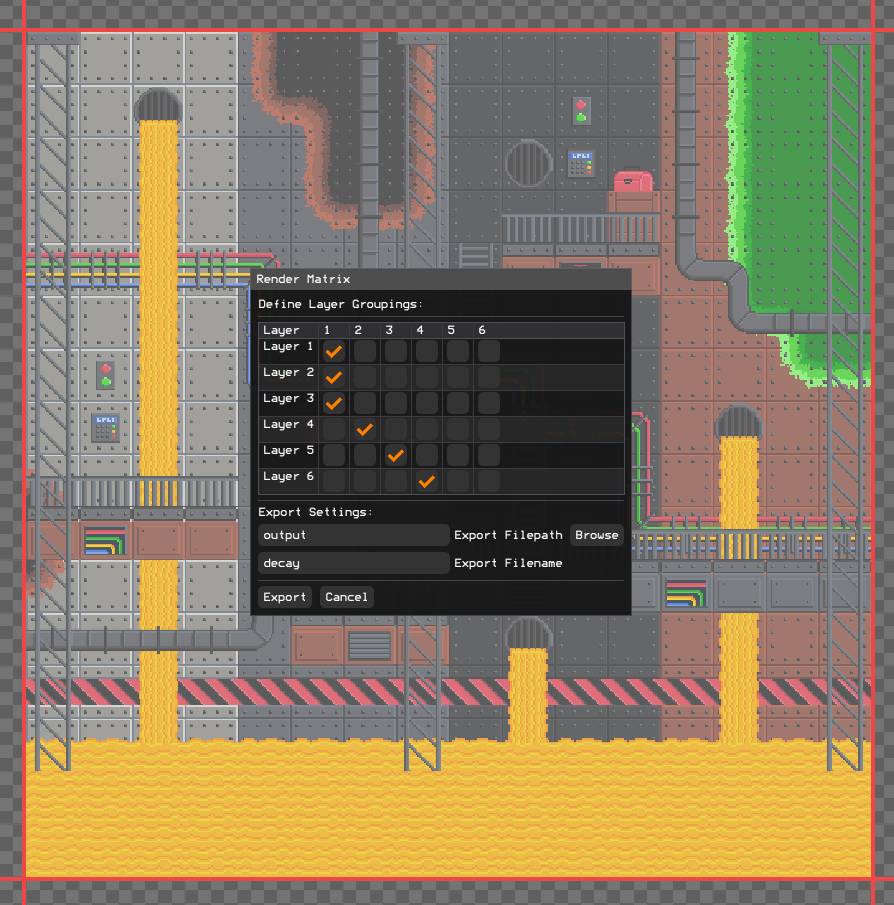 Render Matrix
Define Layer Groupings:
Layer 1 2 3 4 5 6
Layer 1
Layer 2
Layer 3
Layer 4
Layer 5
Layer 6
Export Settings:
output Export Filepath Browse
decay Export Filename
Export Cancel